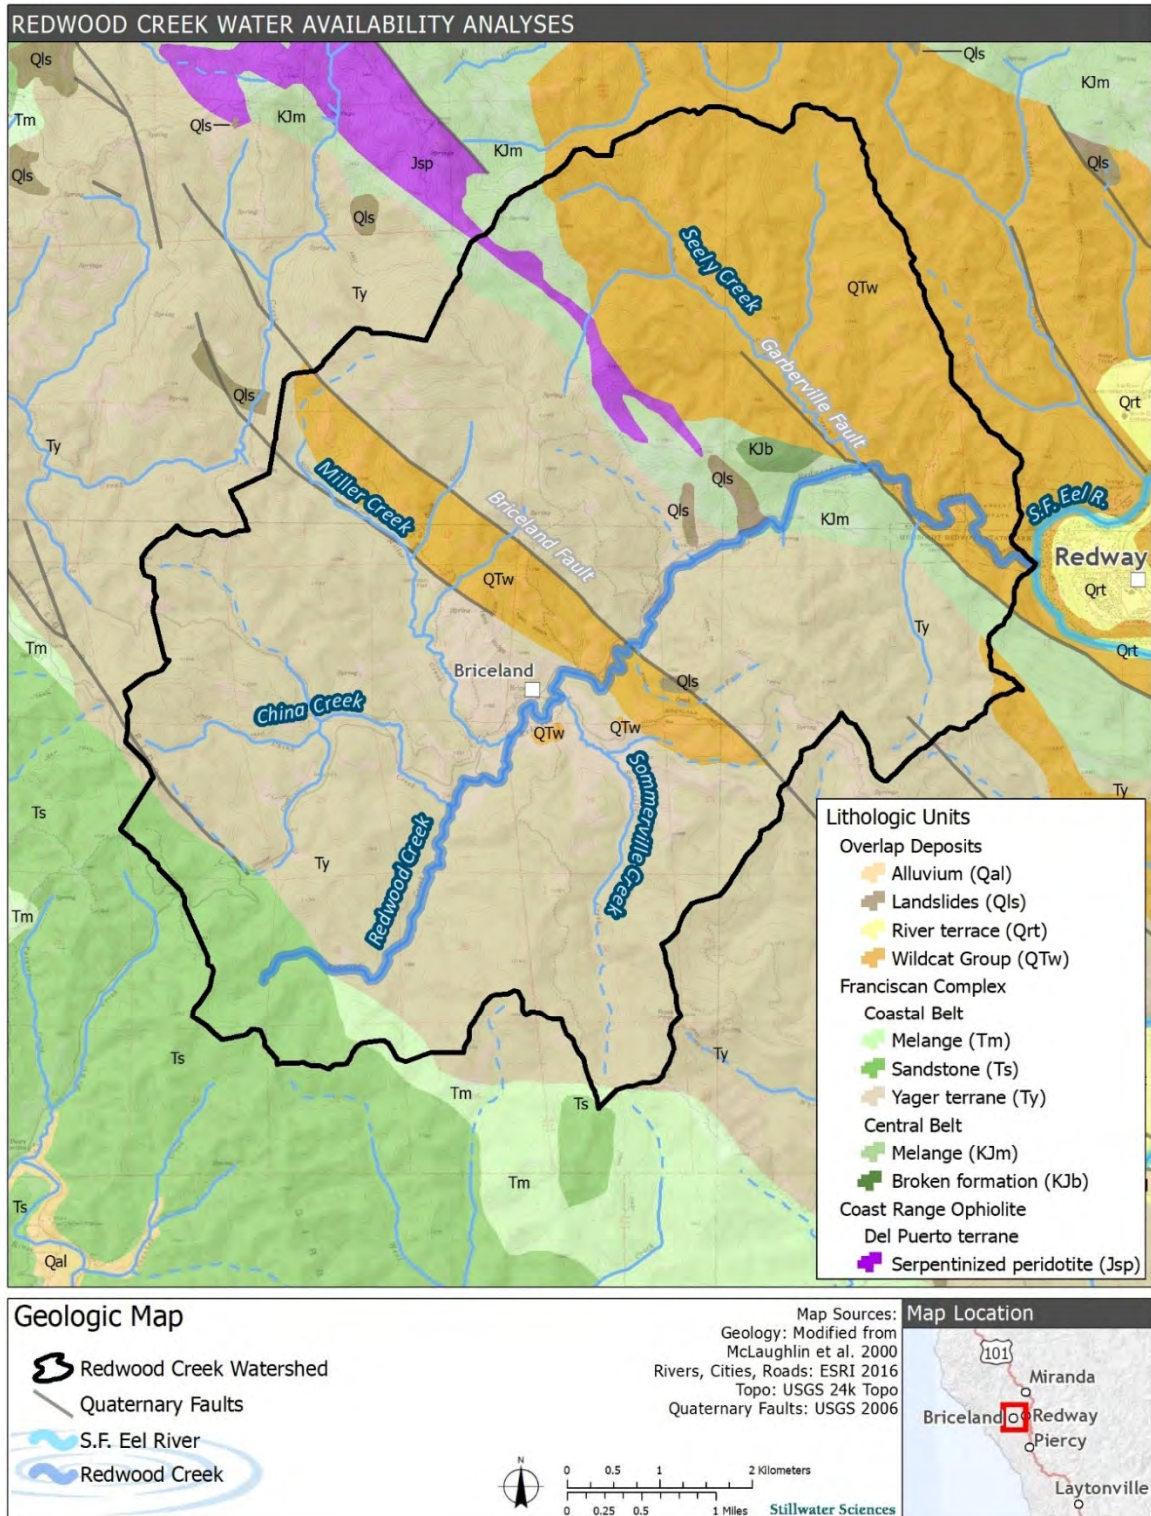 REDWOOD CREEK WATER AVAILABILITY ANALYSES
Qls
Qls
KJm
Tm
Qls
KJm
KJm
Jsp
Qls
Qls
Qls
Seely Creek
Ty
QTw
Garberville Fault
Qls
Qrt
Ty
KJb
Miller Creek
Qls
Qls
Briceland Fault
KJm
S.F. Eel R.
Redway
QTw
Qrt
Ty
Tm
Qrt
Briceland
Qls
China Creek
QTw
QTw
Sommerville Creek
Ty
Ts
Redwood Creek
Ty
Tm
Ts
Tm
Ts
Ty
Tm
Ts
Qal
Lithologic Units
Overlap Deposits
Alluvium (Qal)
Landslides (Qls)
River terrace (Qrt)
Wildcat Group (QTw)
Franciscan Complex
Coastal Belt
Melange (Tm)
Sandstone (Ts)
Yager terrane (Ty)
Central Belt
Melange (KJm)
Broken formation (KJb)
Coast Range Ophiolite
Del Puerto terrane
Serpentinized peridotite (Jsp)
Geologic Map
Redwood Creek Watershed
Quaternary Faults
S.F. Eel River
Redwood Creek
Map Sources:
Geology: Modified from
McLaughlin et al. 2000
Rivers, Cities, Roads: ESRI 2016
Topo: USGS 24k Topo
Quaternary Faults: USGS 2006
N
0 0.5 1 2 Kilometers
0 0.25 0.5 1 Miles
Stillwater Sciences
Map Location
101
Miranda
Briceland
Redway
Piercy
Laytonville